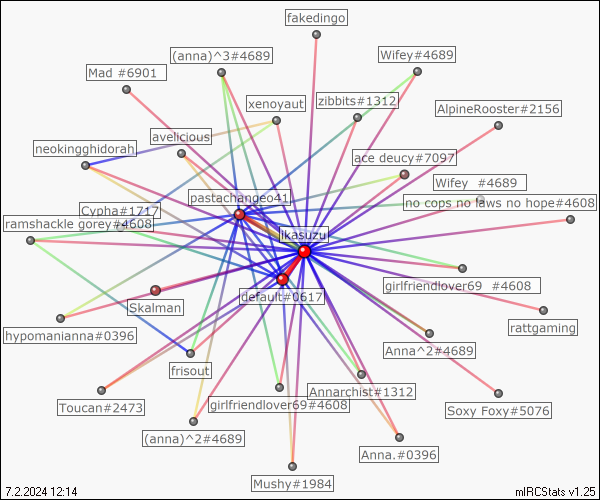 fakedingo
(anna)^3#4689
Wifey#4689
Mad #6901
xenoyaut
zibbits#1312
AlpineRooster#2156
avelicious
neokingghidorah
ace deucy#7097
Wifey #4689
pastachangeo41
no cops no laws no hope#4608
Cypha#1717
ramshackle gorey#4608
ikasuzu
girlfriendlover69 #4608
default#0617
Skalman
rattgaming
hypomanianna#0396
Anna^2#4689
frisout
Annarchist#1312
girlfriendlover69#4608
Toucan#2473
Soxy Foxy#5076
(anna)^2#4689
Anna.#0396
Mushy#1984
7.2.2024 12:14
mIRCStats v1.25